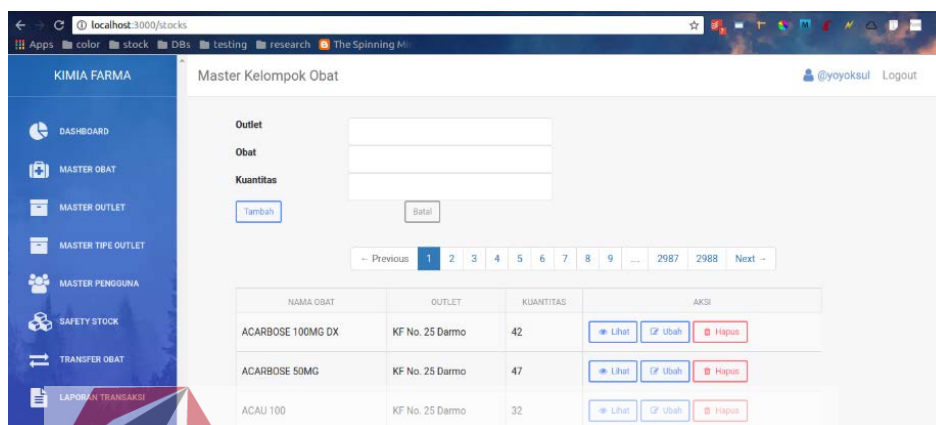 localhost:3000/stocks
Apps color stock DBs testing research The Spinning Mi
KIMIA FARMA
Master Kelompok Obat
@yoyoksul Logout
DASHBOARD
MASTER OBAT
MASTER OUTLET
MASTER TIPE OUTLET
MASTER PENGGUNA
SAFETY STOCK
TRANSFER OBAT
LAPORAN TRANSAKSI
Outlet
Obat
Kuantitas
Tambah Batal
← Previous 1 2 3 4 5 6 7 8 9 ... 2987 2988 Next →
NAMA OBAT OUTLET KUANTITAS AKSI
ACARBOSE 100MG DX KF No. 25 Darmo 42 Lihat Ubah Hapus
ACARBOSE 50MG KF No. 25 Darmo 47 Lihat Ubah Hapus
ACAU 100 KF No. 25 Darmo 32 Lihat Ubah Hapus